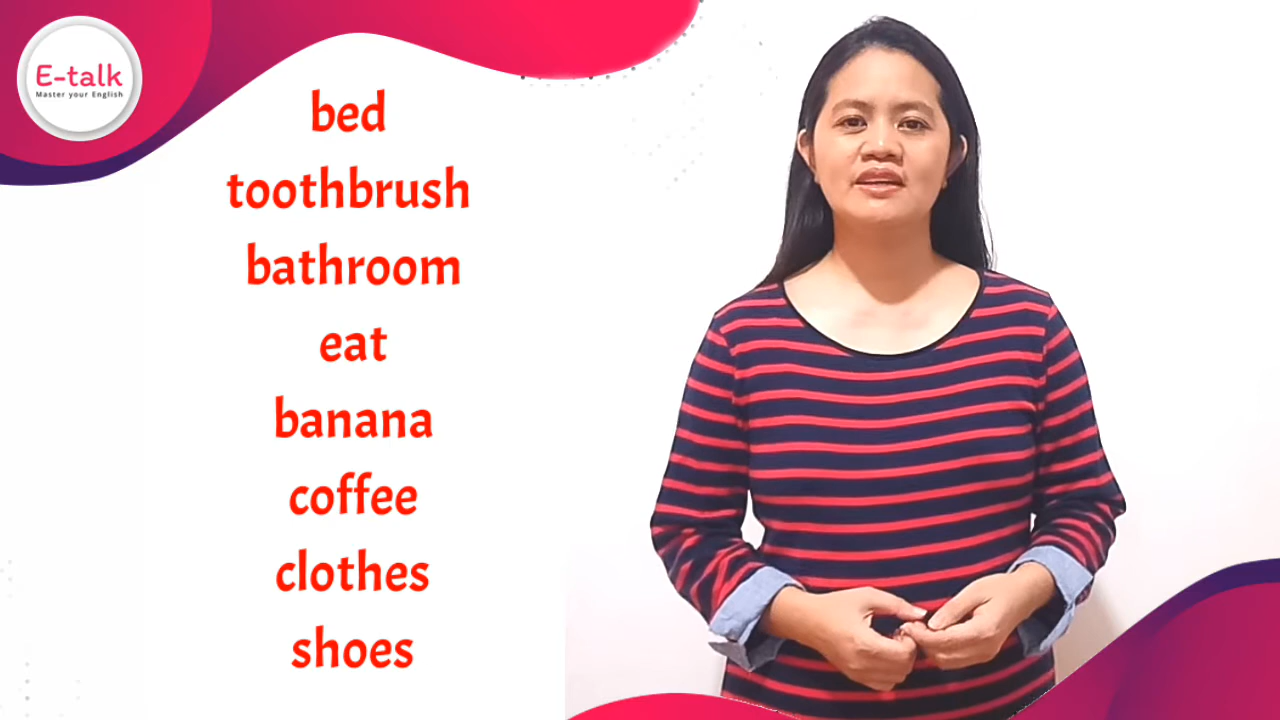 E-talk
Master your English
bed
toothbrush
bathroom
eat
banana
coffee
clothes
shoes